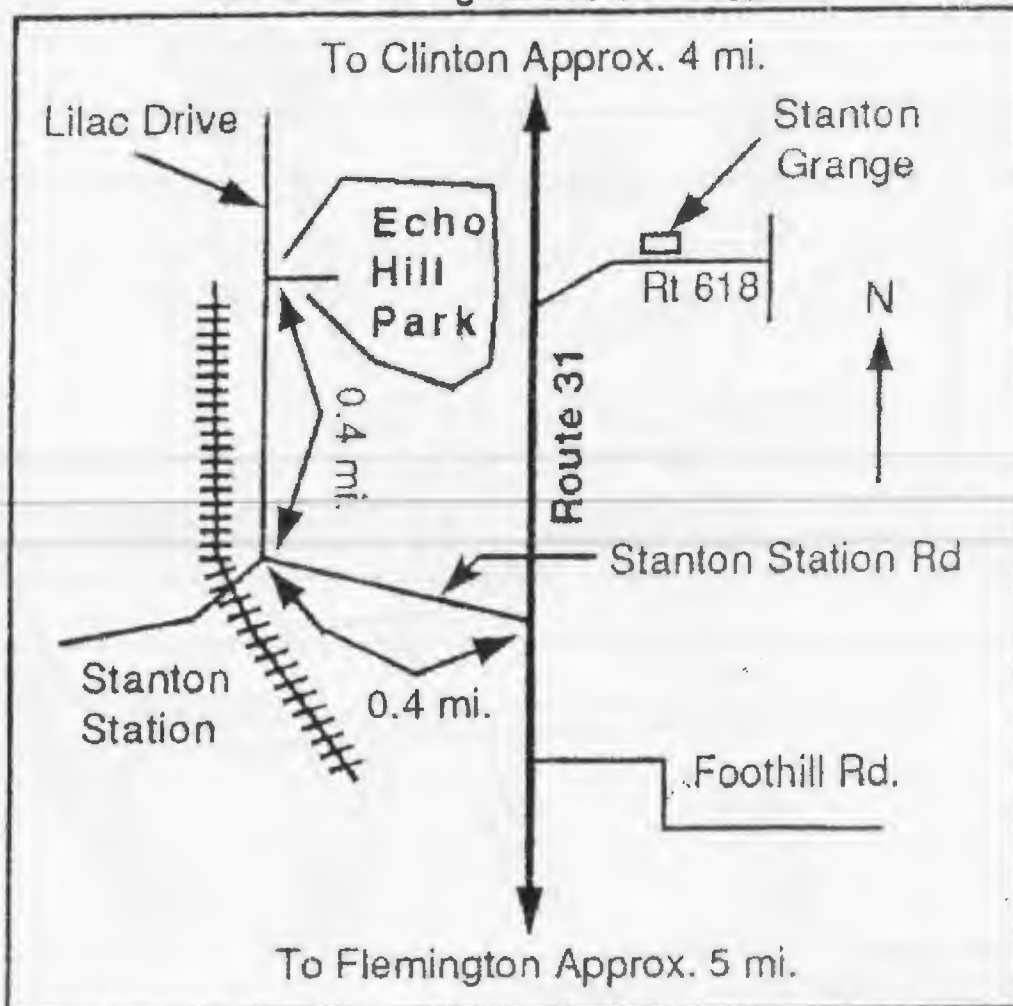 To Clinton Approx. 4 mi.
Lilac Drive
Stanton
Grange
Echo
Hill
Park
Rt 618
N
0.4 mi.
Route 31
Stanton Station Rd
Stanton
Station
0.4 mi.
Foothill Rd.
To Flemington Approx. 5 mi.